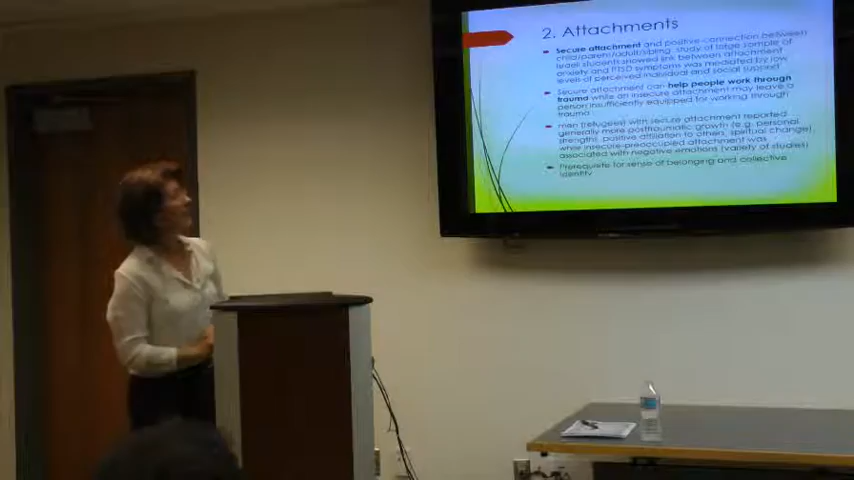 2. Attachments
Secure attachment and positive connection between
child/parent/adult/sibling: study of large sample of
Israeli students showed link between attachment
anxiety and PTSD symptoms was mediated by low
levels of perceived individual and social support
Secure attachment can help people work through
trauma while an insecure attachment may leave a
person insufficiently equipped for working through
trauma
men (refugees) with secure attachment reported
generally more posttraumatic growth (e.g. personal
strengths, positive affiliation to others, spiritual change)
while insecure-preoccupied attachment was
associated with negative emotions (variety of studies)
Prerequisite for sense of belonging and collective
identity